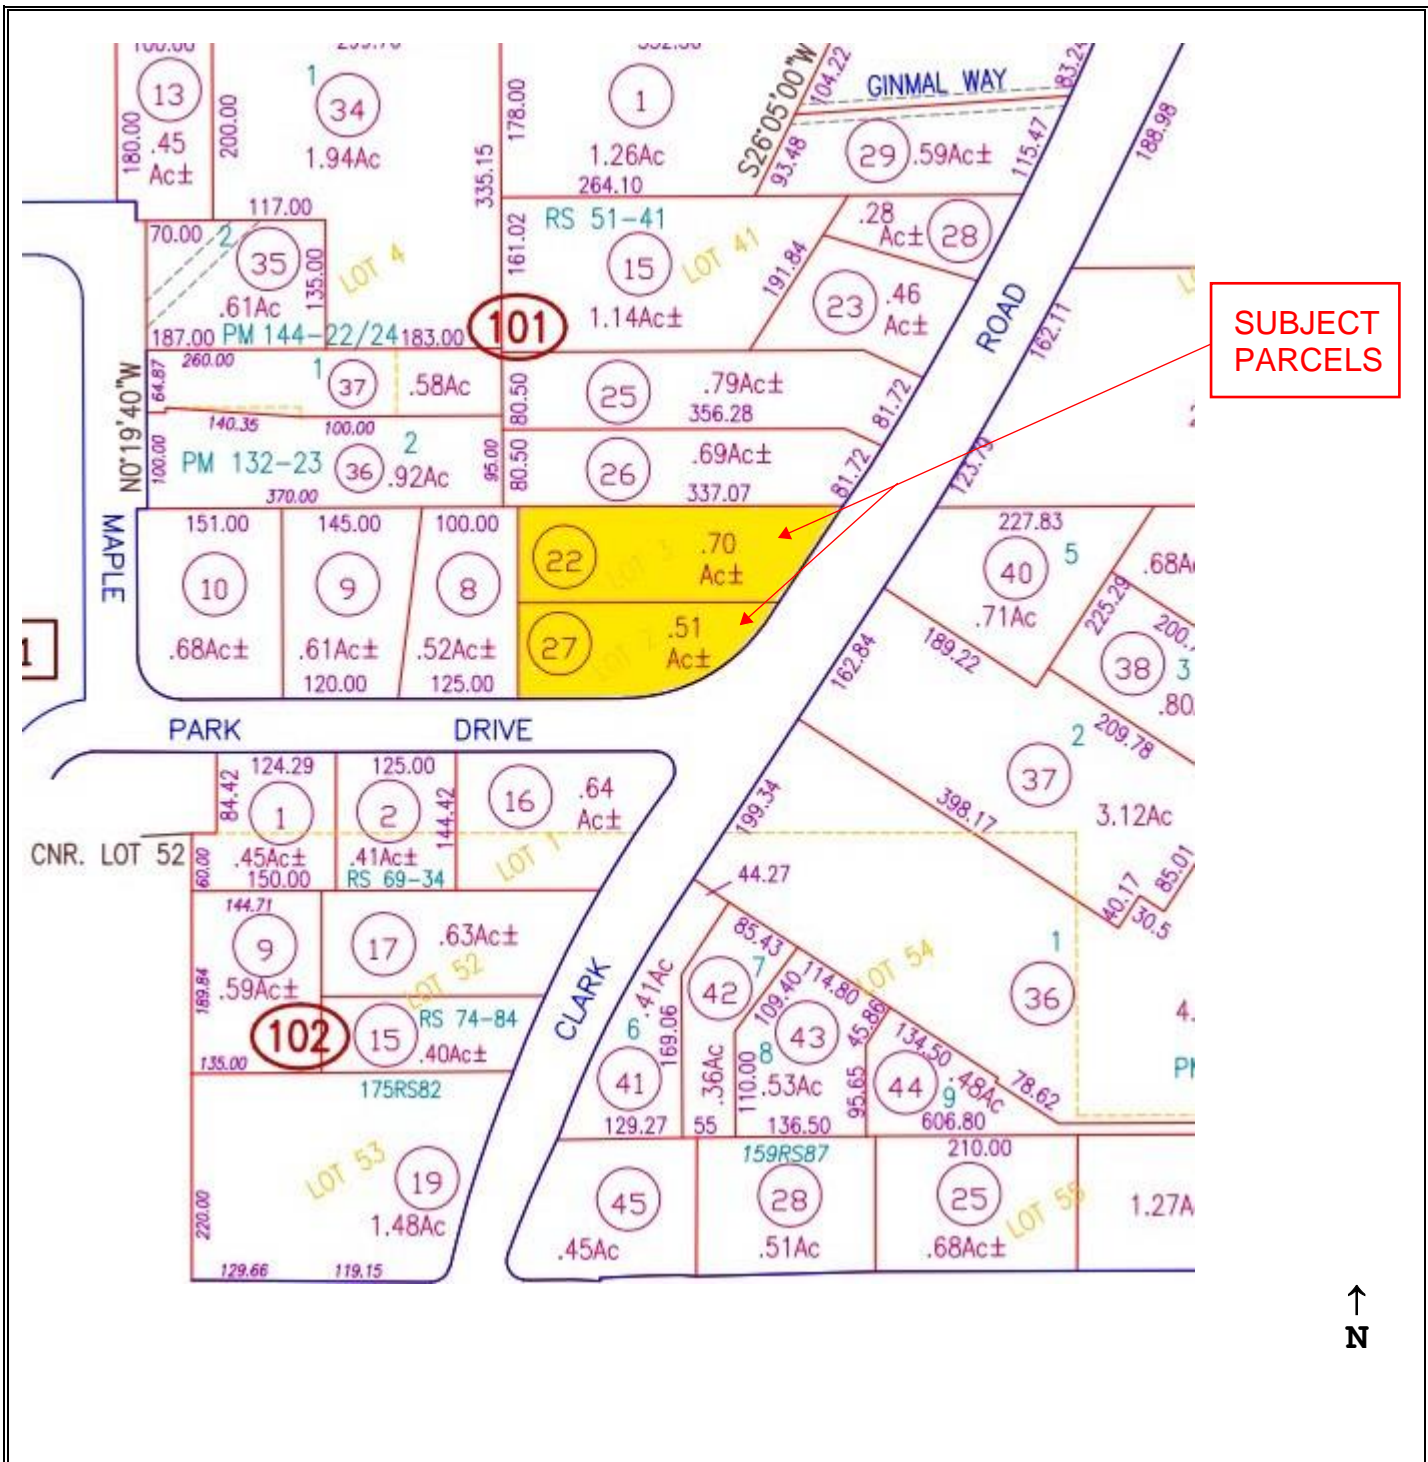 100.00
299.70
352.50
13
.45
Ac±
180.00
200.00
1
34
1.94Ac
335.15
178.00
1
1.26Ac
264.10
S26°05'00"W
104.22
93.48
GINMAL WAY
83.24
29
.59Ac±
115.47
188.98
117.00
70.00
2
35
.61Ac
135.00
LOT 4
187.00
PM 144-22/24
183.00
101
161.02
RS 51-41
15
1.14Ac±
LOT 41
191.84
.28
Ac±
28
23
.46
Ac±
ROAD
162.11
SUBJECT
PARCELS
N0°19'40"W
64.87
260.00
1
37
.58Ac
80.50
25
.79Ac±
356.28
81.72
140.35
100.00
100.00
PM 132-23
36
2
.92Ac
370.00
95.00
80.50
26
.69Ac±
337.07
81.72
123.79
MAPLE
151.00
10
.68Ac±
145.00
9
.61Ac±
120.00
100.00
8
.52Ac±
125.00
22
LOT 3
.70
Ac±
27
LOT 2
.51
Ac±
227.83
40
5
.71Ac
189.22
225.29
.68A
200.
38
3
.80
162.84
1
PARK DRIVE
209.78
2
37
3.12Ac
398.17
40.17
30.5
85.01
199.34
84.42
124.29
1
.45Ac±
150.00
60.00
125.00
2
.41Ac±
144.42
RS 69-34
16
.64
Ac±
LOT 1
CNR. LOT 52
44.27
144.71
9
.59Ac±
189.84
135.00
17
.63Ac±
LOT 52
102
15
RS 74-84
.40Ac±
CLARK
85.43
7
42
.36Ac
55
.41Ac
6
169.06
41
129.27
109.40
114.80
43
8
.53Ac
110.00
136.50
45.86
95.65
LOT 54
134.50
44
.48Ac
9
78.62
606.80
1
36
4.
PM
175RS82
LOT 53
19
1.48Ac
220.00
129.66
119.15
45
.45Ac
159RS87
28
.51Ac
210.00
25
.68Ac±
LOT 55
1.27A
↑
N